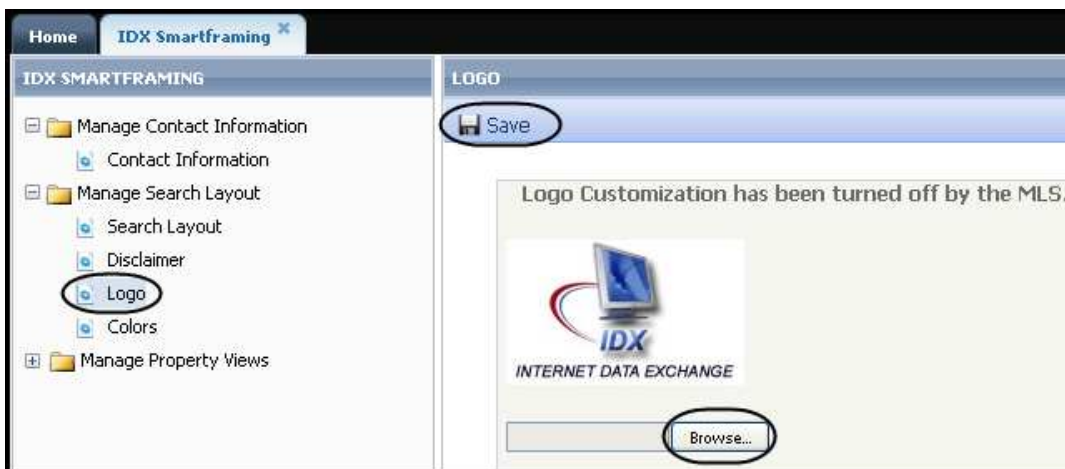 Home
IDX Smartframing
IDX SMARTFRAMING
Manage Contact Information
Contact Information
Manage Search Layout
Search Layout
Disclaimer
Logo
Colors
Manage Property Views
LOGO
Save
Logo Customization has been turned off by the MLS.
IDX
INTERNET DATA EXCHANGE
Browse...